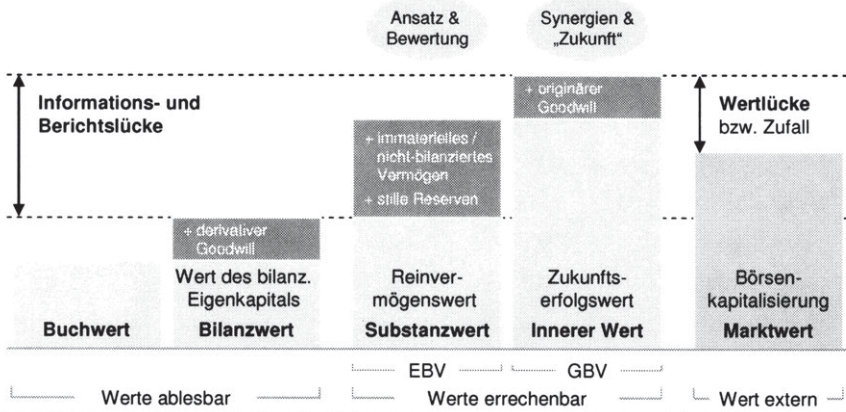 Ansatz &
Bewertung
Synergien &
„Zukunft“
Informations- und
Berichtslücke
+ originärer
Goodwill
Wertlücke
bzw. Zufall
+ immaterielles /
nicht-bilanziertes
Vermögen
+ stille Reserven
+ derivativer
Goodwill
Wert des bilanz.
Eigenkapitals
Reinver-
mögenswert
Zukunfts-
erfolgswert
Börsen-
kapitalisierung
Buchwert
Bilanzwert
Substanzwert
Innerer Wert
Marktwert
EBV
GBV
Werte ablesbar
Werte errechenbar
Wert extern